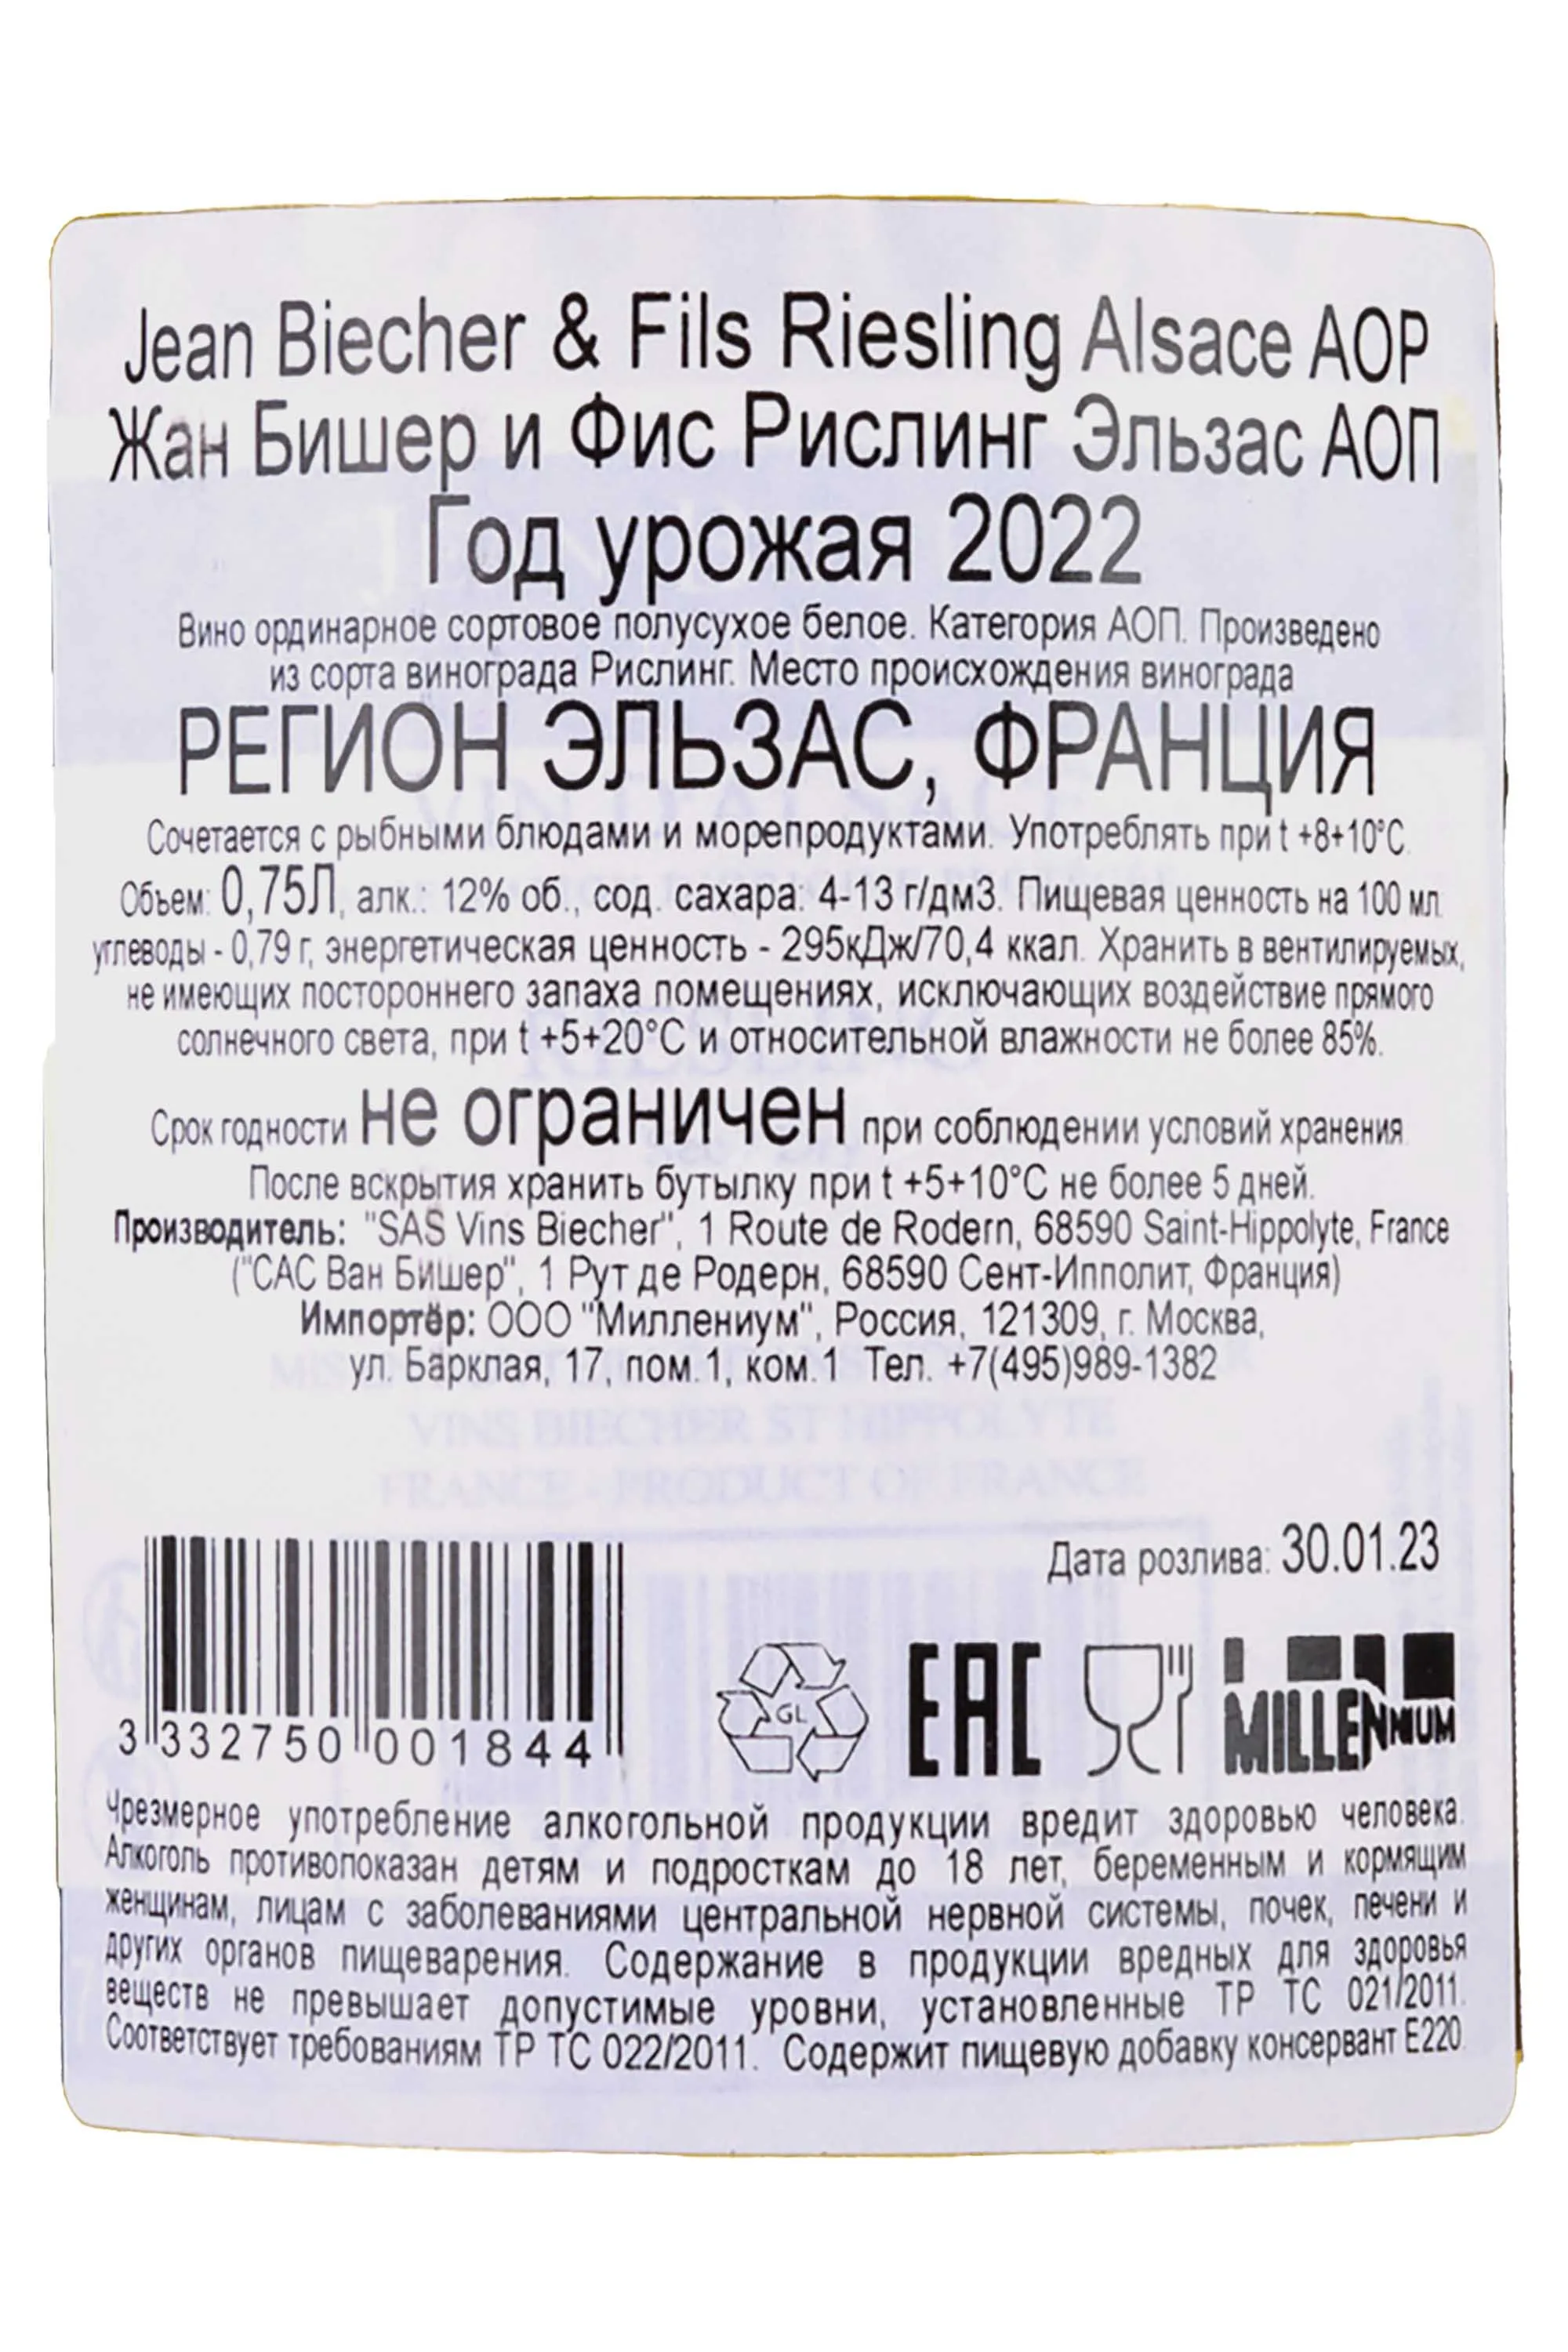 Jean Biecher & Fils Riesling Alsace AOP
Жан Бишер и Фис Рислинг Эльзас АОП
Год урожая 2022
Вино ординарное сортовое полусухое белое. Категория АОП. Произведено
из сорта винограда Рислинг. Место происхождения винограда
РЕГИОН ЭЛЬЗАС, ФРАНЦИЯ
Сочетается с рыбными блюдами и морепродуктами. Употреблять при t +8+10°С.
Объем: 0,75Л, алк.: 12% об., сод. сахара: 4-13 г/дм3. Пищевая ценность на 100 мл:
углеводы - 0,79 г, энергетическая ценность - 295кДж/70,4 ккал. Хранить в вентилируемых,
не имеющих постороннего запаха помещениях, исключающих воздействие прямого
солнечного света, при t +5+20°С и относительной влажности не более 85%.
Срок годности не ограничен при соблюдении условий хранения.
После вскрытия хранить бутылку при t +5+10°С не более 5 дней.
Производитель: "SAS Vins Biecher", 1 Route de Rodern, 68590 Saint-Hippolyte, France
("САС Ван Бишер", 1 Рут де Родерн, 68590 Сент-Ипполит, Франция)
Импортёр: ООО "Миллениум", Россия, 121309, г. Москва,
ул. Барклая, 17, пом.1, ком.1 Тел. +7(495)989-1382
VINS BIECHER ST HIPPOLYTE
FRANCE - PRODUCT OF FRANCE
Дата розлива: 30.01.23
3 332750 001844
GL
EAC
MILLENNIUM
Чрезмерное употребление алкогольной продукции вредит здоровью человека.
Алкоголь противопоказан детям и подросткам до 18 лет, беременным и кормящим
женщинам, лицам с заболеваниями центральной нервной системы, почек, печени и
других органов пищеварения. Содержание в продукции вредных для здоровья
веществ не превышает допустимые уровни, установленные ТР ТС 021/2011.
Соответствует требованиям ТР ТС 022/2011. Содержит пищевую добавку консервант Е220.